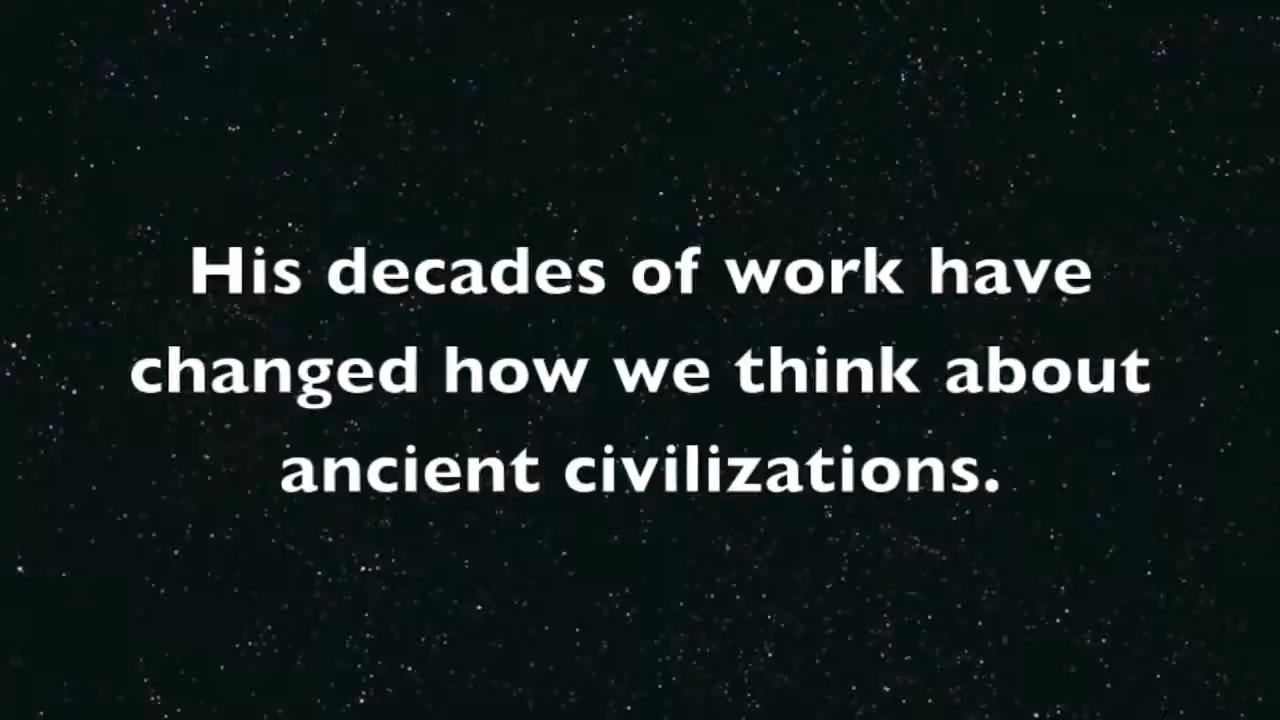 His decades of work have
changed how we think about
ancient civilizations.